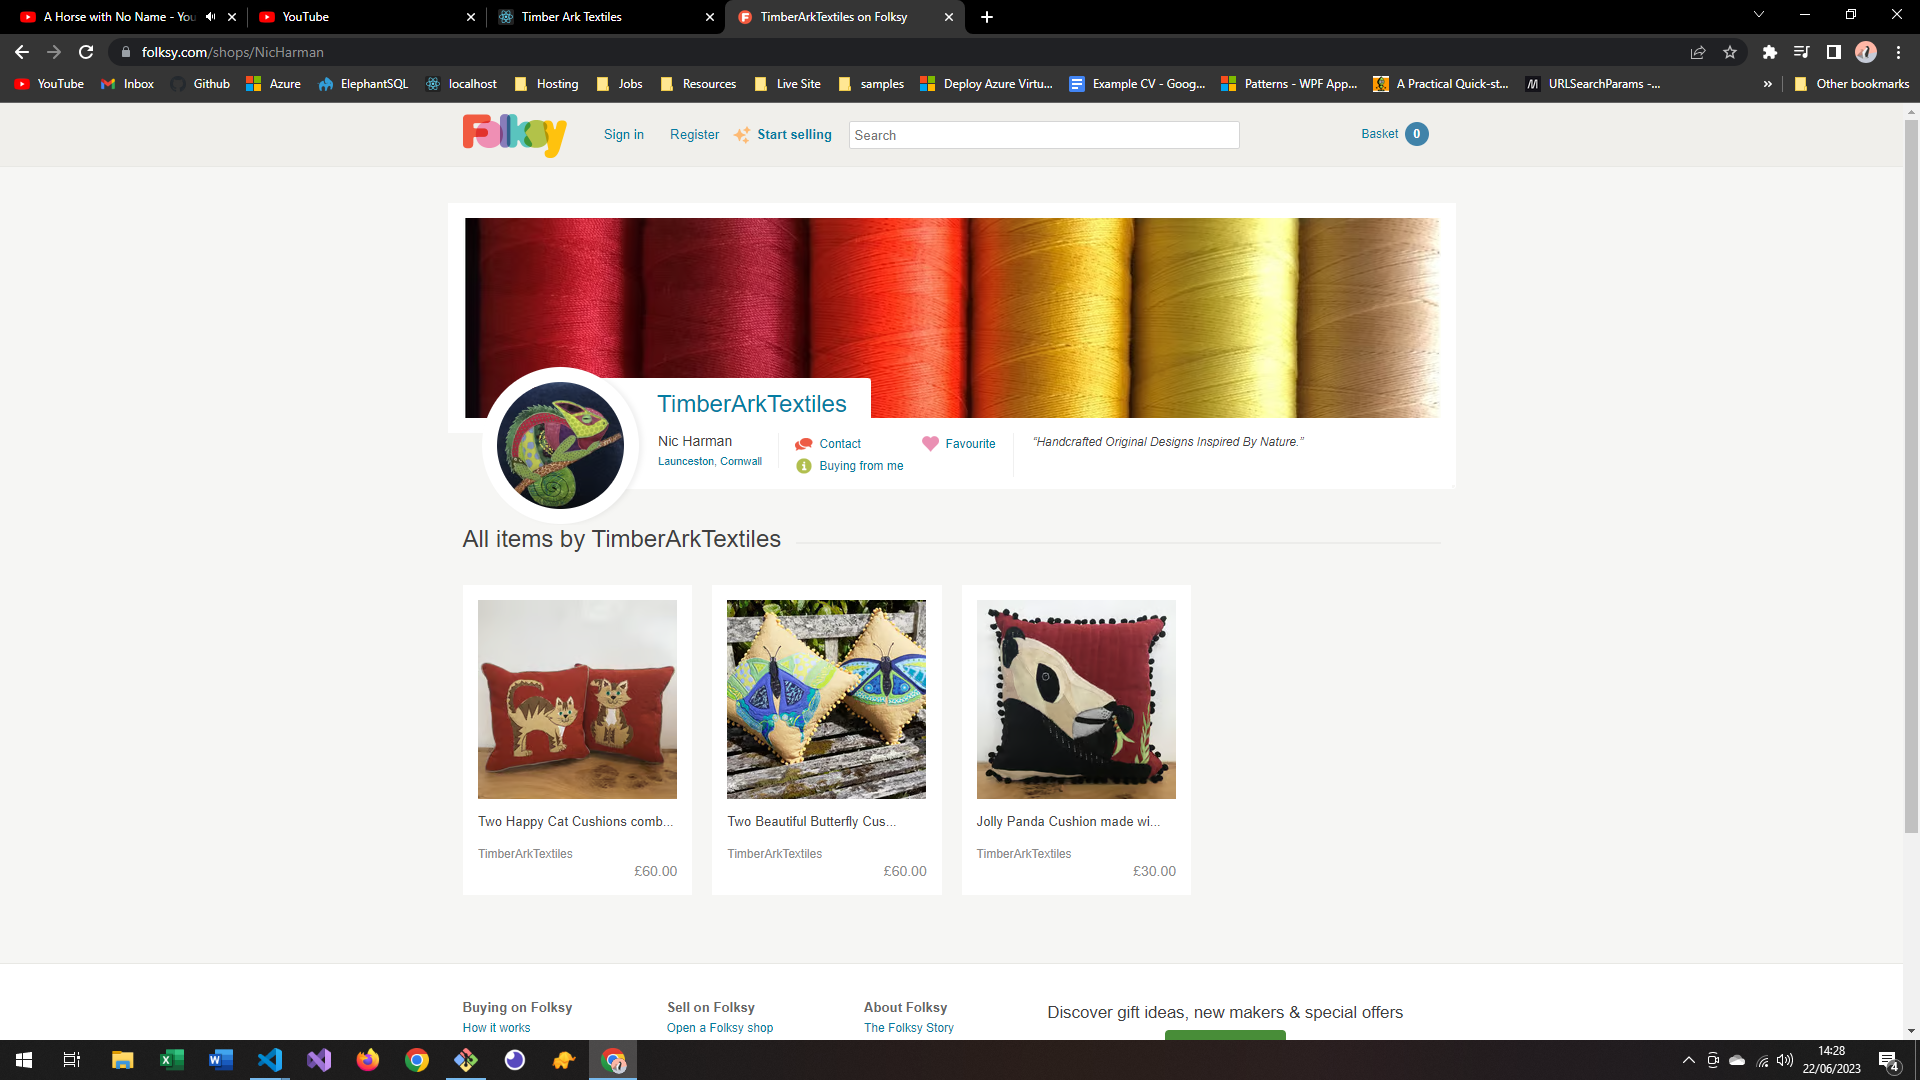 A Horse with No Name - You
YouTube
Timber Ark Textiles
TimberArkTextiles on Folksy
folksy.com/shops/NicHarman
YouTube
Inbox
Github
Azure
ElephantSQL
localhost
Hosting
Jobs
Resources
Live Site
samples
Deploy Azure Virtu...
Example CV - Goog...
Patterns - WPF App...
A Practical Quick-st...
URLSearchParams -...
»
Other bookmarks
Folksy
Sign in
Register
Start selling
Search
Basket 0
TimberArkTextiles
Nic Harman
Launceston, Cornwall
Contact
Buying from me
Favourite
“Handcrafted Original Designs Inspired By Nature.”
All items by TimberArkTextiles
Two Happy Cat Cushions comb...
TimberArkTextiles
£60.00
Two Beautiful Butterfly Cus...
TimberArkTextiles
£60.00
Jolly Panda Cushion made wi...
TimberArkTextiles
£30.00
Buying on Folksy
How it works
Sell on Folksy
Open a Folksy shop
About Folksy
The Folksy Story
Discover gift ideas, new makers & special offers
14:28
22/06/2023
4